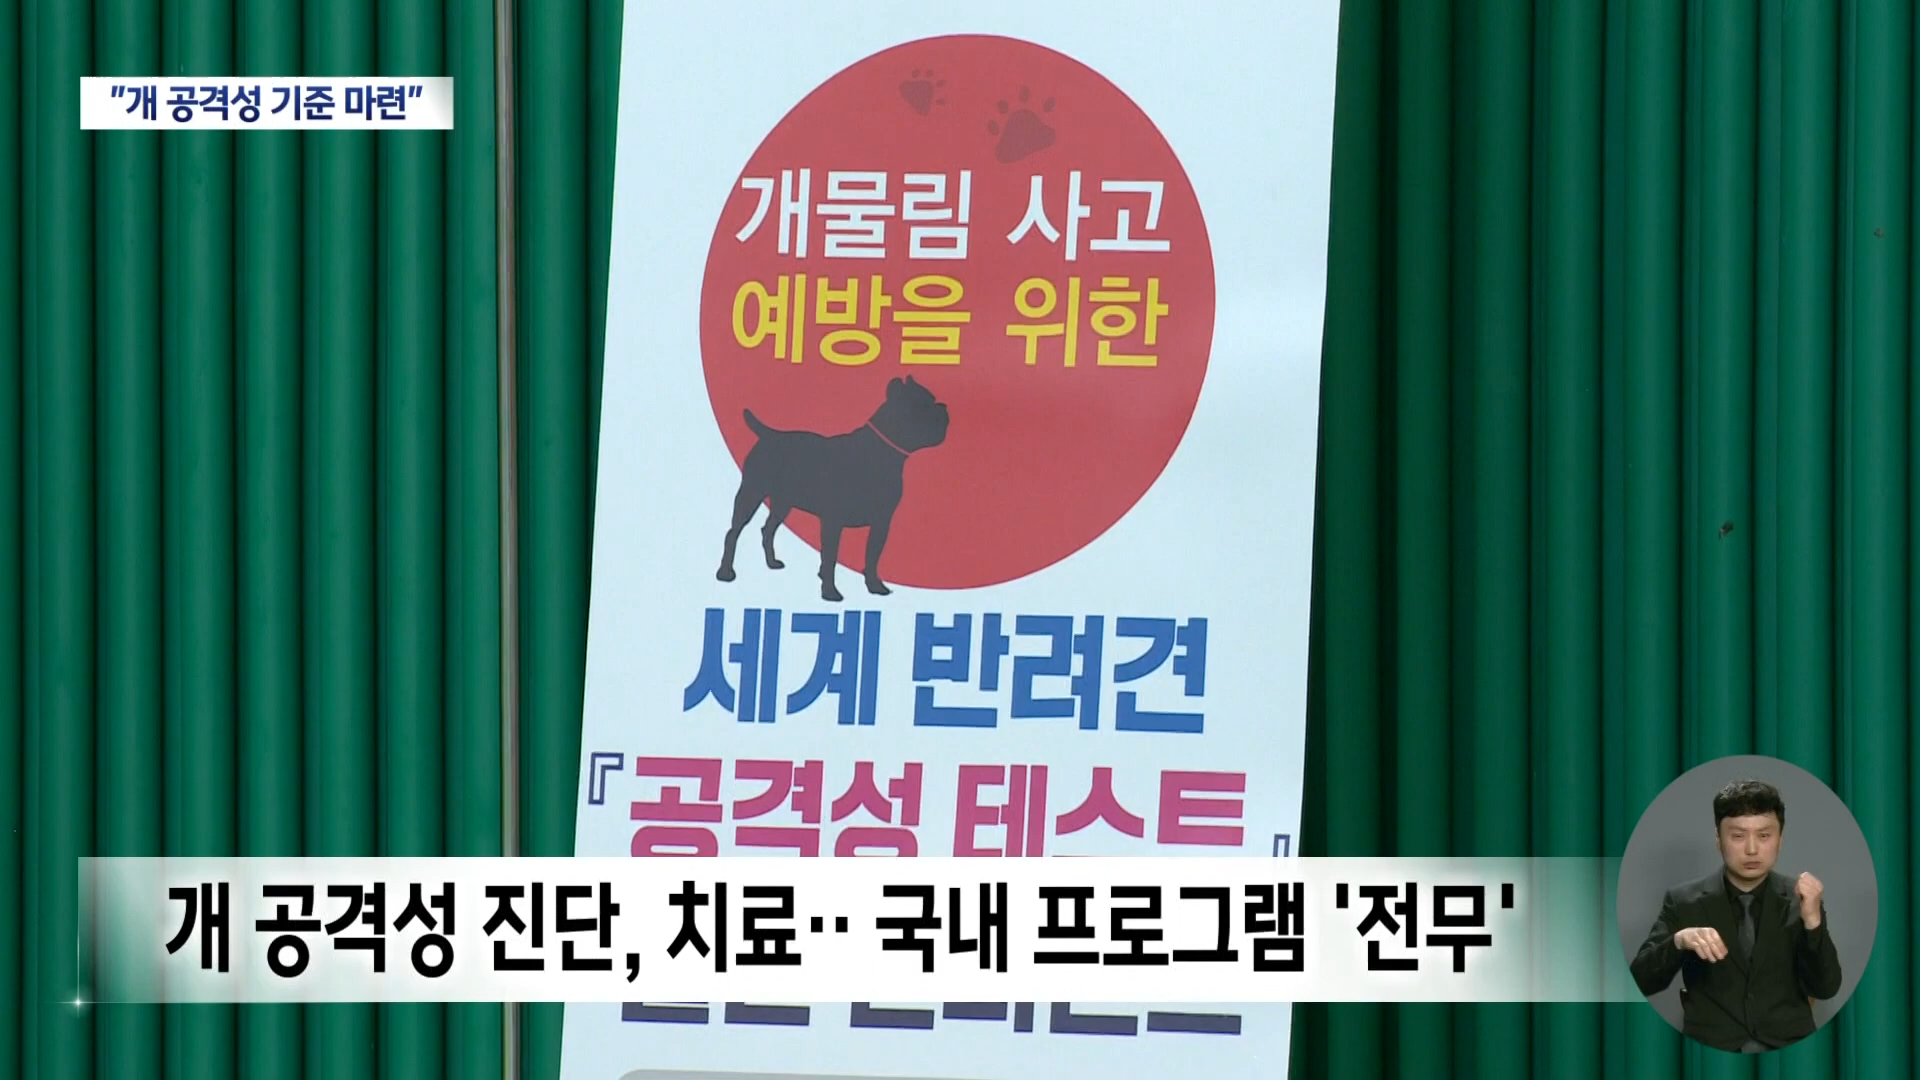 "개 공격성 기준 마련"
개물림 사고
예방을 위한
세계 반려견
『공격성 테스트』
개 공격성 진단, 치료·· 국내 프로그램 '전무'